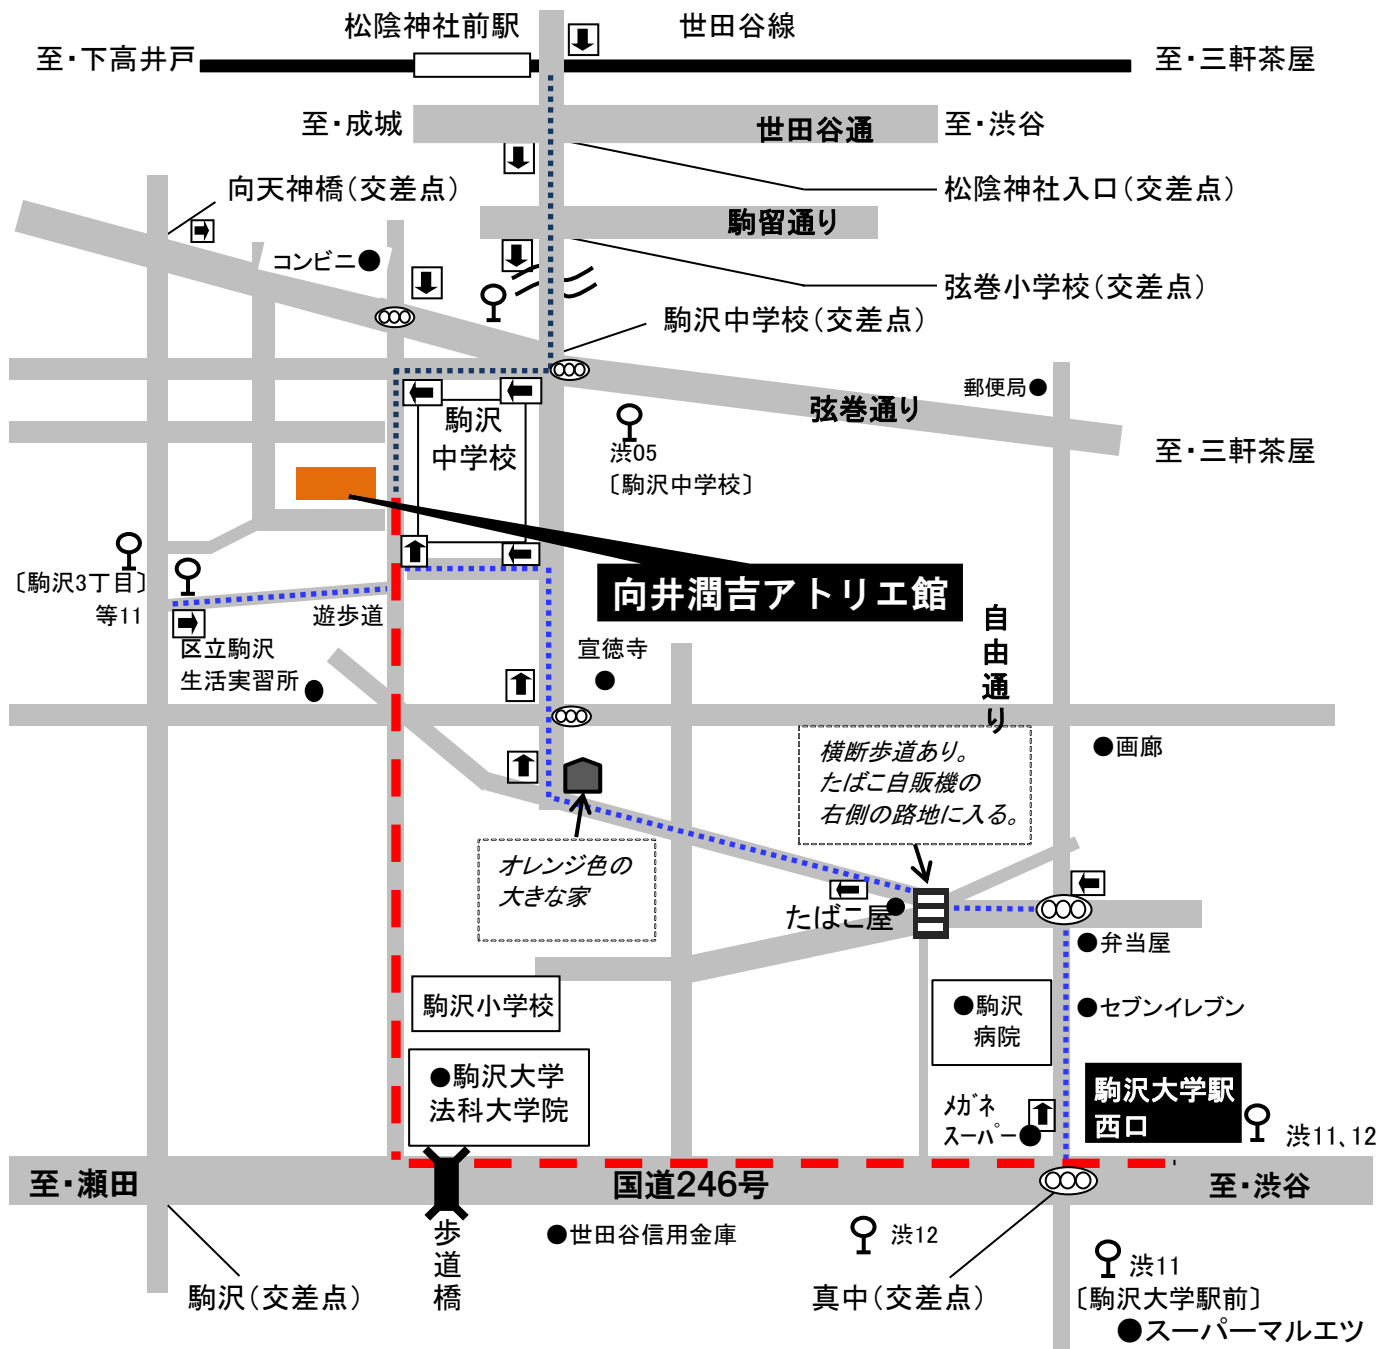 松陰神社前駅
世田谷線
至・下高井戸
至・三軒茶屋
至・成城
世田谷通
至・渋谷
向天神橋（交差点）
松陰神社入口（交差点）
駒留通り
コンビニ●
弦巻小学校（交差点）
駒沢中学校（交差点）
郵便局●
弦巻通り
駒沢
中学校
渋05
〔駒沢中学校〕
至・三軒茶屋
〔駒沢3丁目〕
等11
向井潤吉アトリエ館
遊歩道
区立駒沢
生活実習所
宣徳寺
自由通り
横断歩道あり。
たばこ自販機の
右側の路地に入る。
●画廊
オレンジ色の
大きな家
たばこ屋
●弁当屋
駒沢小学校
●駒沢
病院
●セブンイレブン
●駒沢大学
法科大学院
メガネ
スーパー●
駒沢大学駅
西口
渋11、12
至・瀬田
国道246号
至・渋谷
歩道橋
●世田谷信用金庫
渋12
渋11
〔駒沢大学駅前〕
駒沢（交差点）
真中（交差点）
●スーパーマルエツ